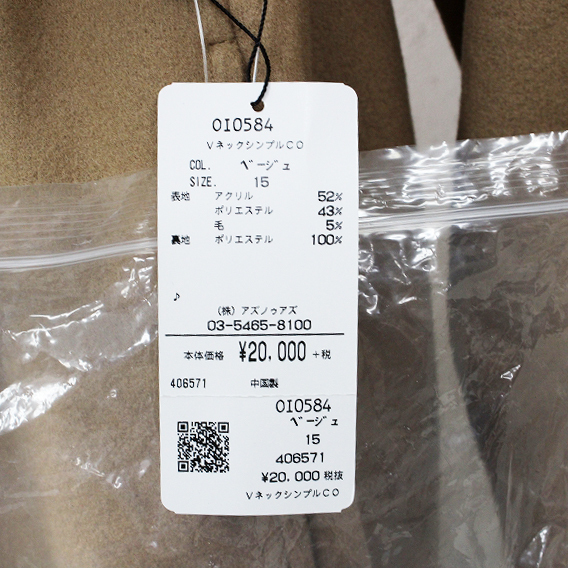 OI0584
VネックシンプルCO
COL. ベージュ
SIZE. 15
表地 アクリル 52%
ポリエステル 43%
毛 5%
裏地 ポリエステル 100%
♪
(株) アズノゥアズ
03-5465-8100
本体価格 ¥20,000 +税
406571 中国製
OI0584
ベージュ
15
406571
¥20,000 税抜
VネックシンプルCO